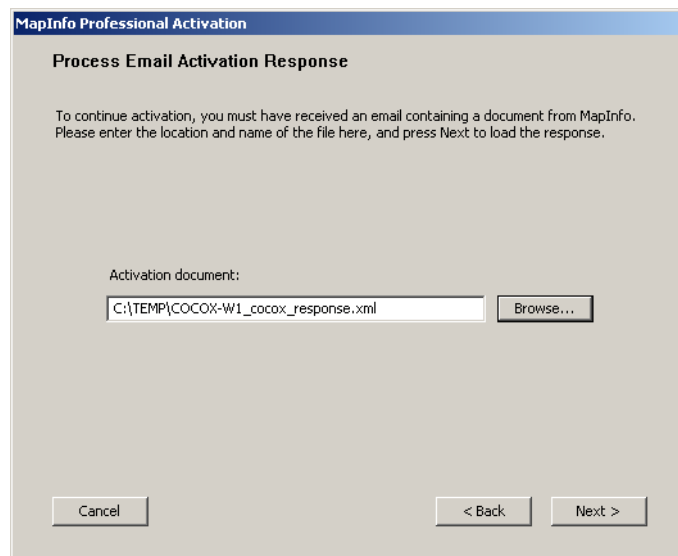 MapInfo Professional Activation
Process Email Activation Response
To continue activation, you must have received an email containing a document from MapInfo.
Please enter the location and name of the file here, and press Next to load the response.
Activation document:
C:\TEMP\COCOX-W1_cocox_response.xml
Browse...
Cancel
< Back
Next >